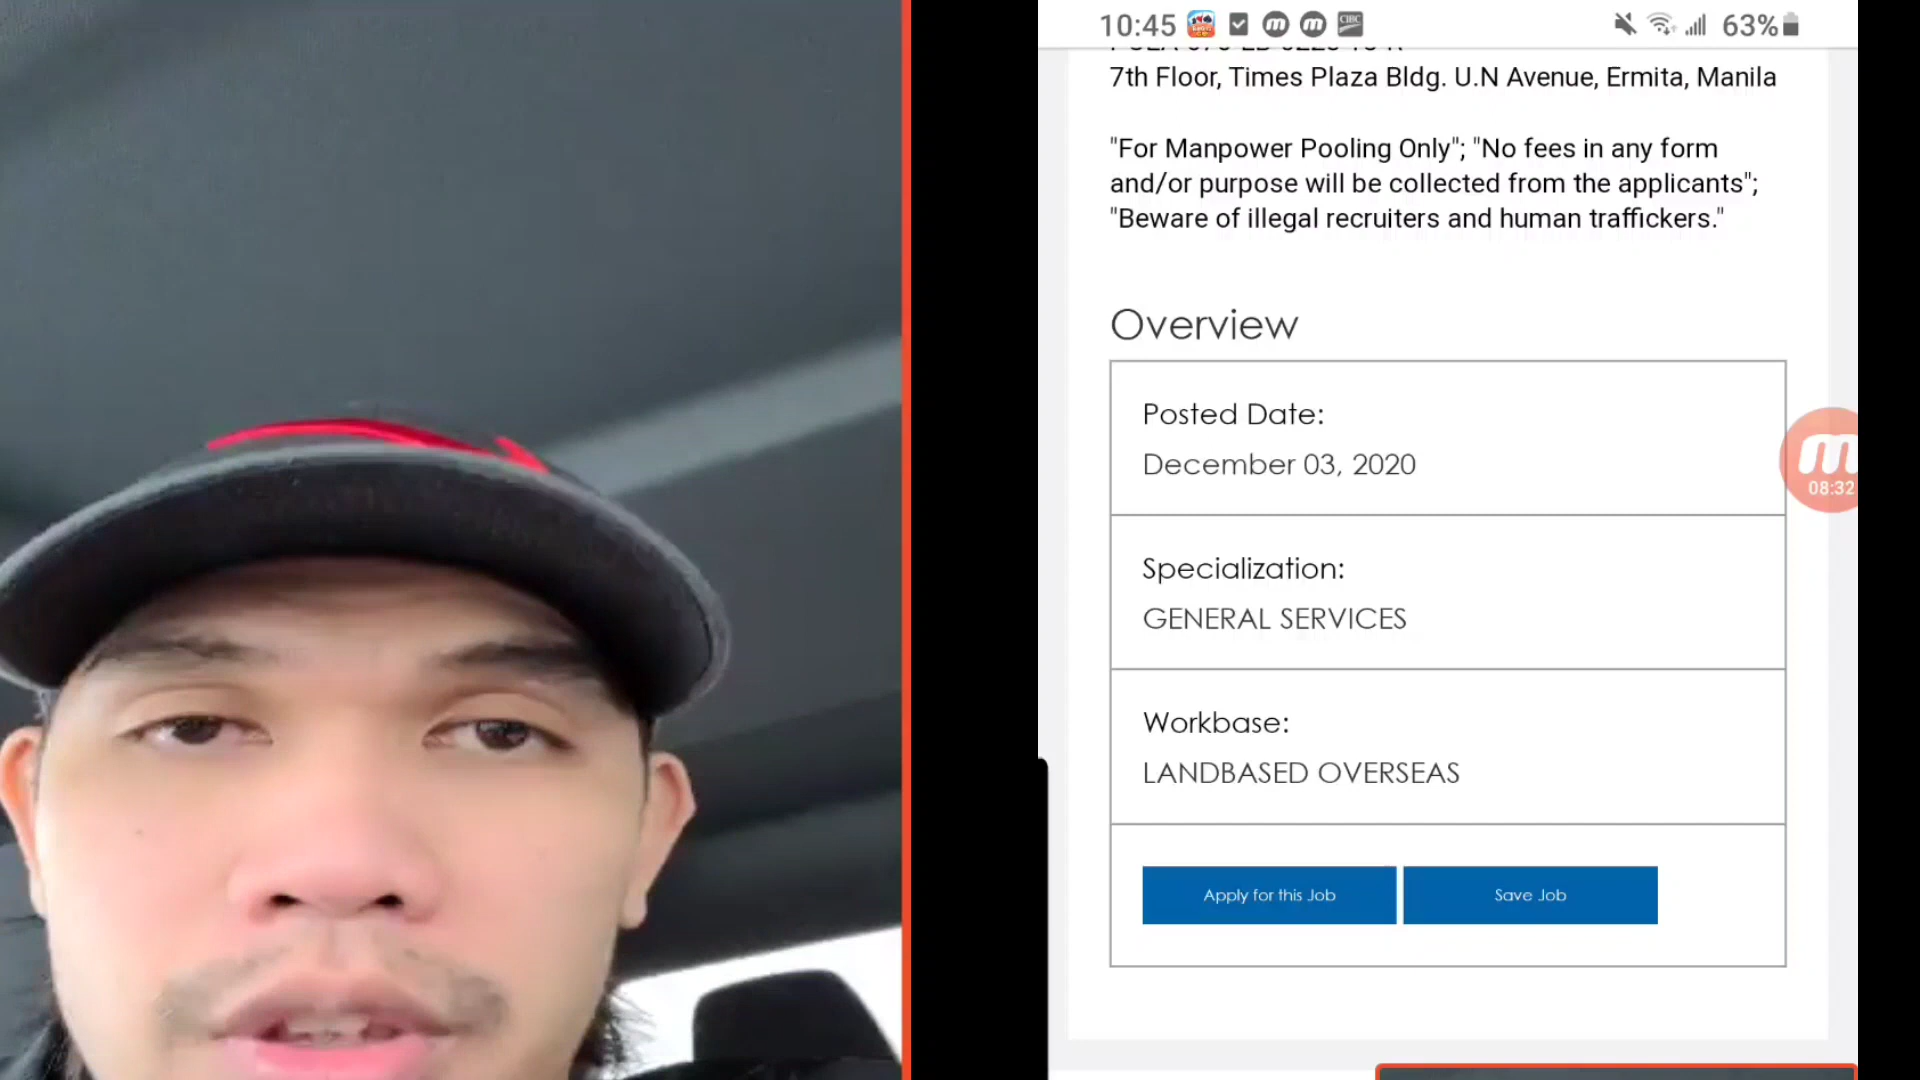 10:45
CIBC
63%
7th Floor, Times Plaza Bldg. U.N Avenue, Ermita, Manila
"For Manpower Pooling Only"; "No fees in any form
and/or purpose will be collected from the applicants";
"Beware of illegal recruiters and human traffickers."
Overview
Posted Date:
December 03, 2020
08:32
Specialization:
GENERAL SERVICES
Workbase:
LANDBASED OVERSEAS
Apply for this Job Save Job